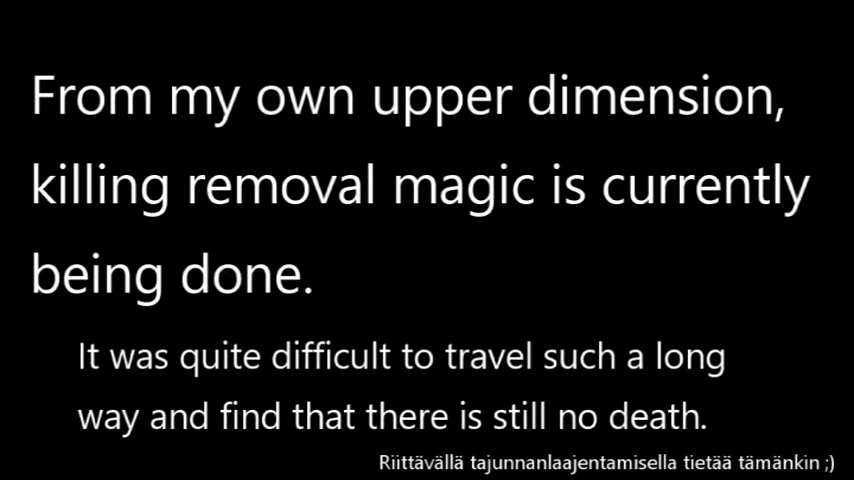 From my own upper dimension,
killing removal magic is currently
being done.
It was quite difficult to travel such a long
way and find that there is still no death.
Riittävällä tajunnanlaajentamisella tietää tämänkin ;)